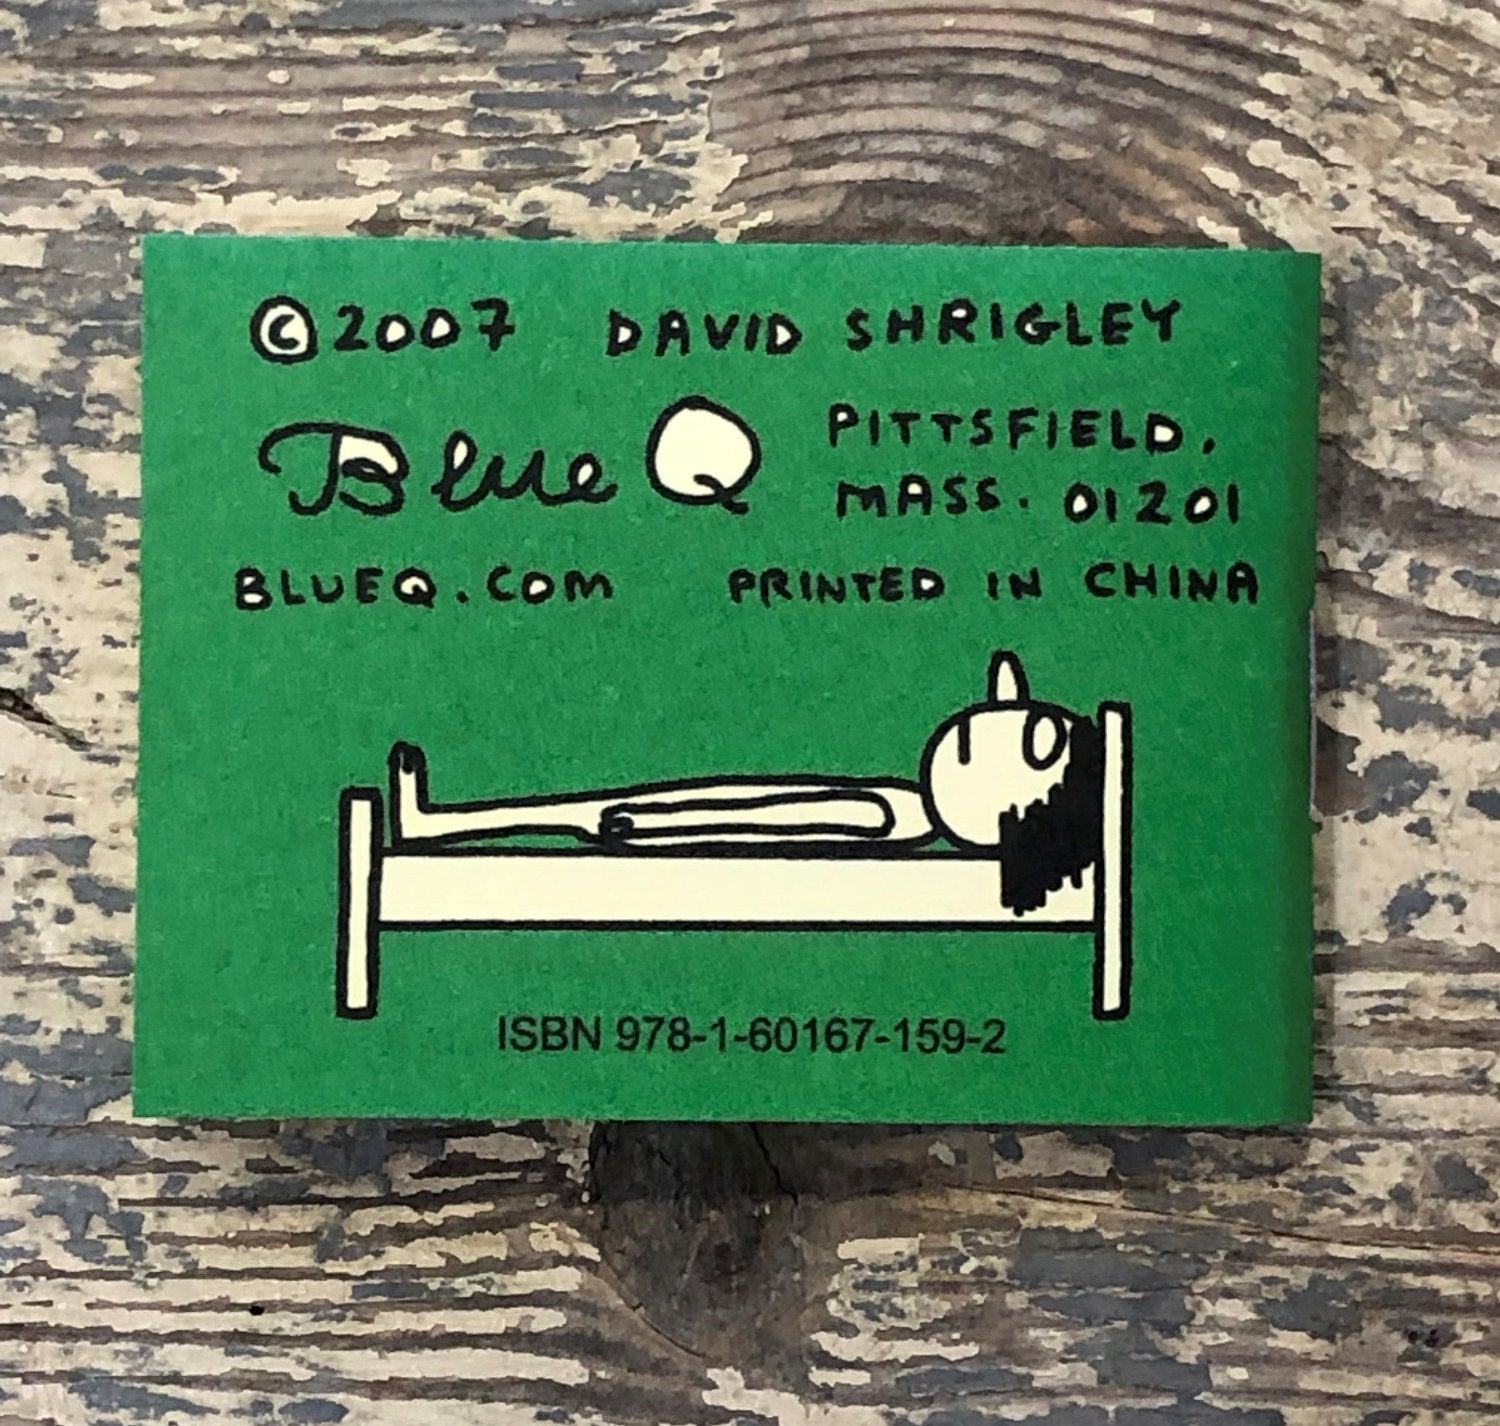 © 2007 DAVID SHRIGLEY
Blue Q
PITTSFIELD,
MASS. 01201
BLUEQ.COM PRINTED IN CHINA
ISBN 978-1-60167-159-2